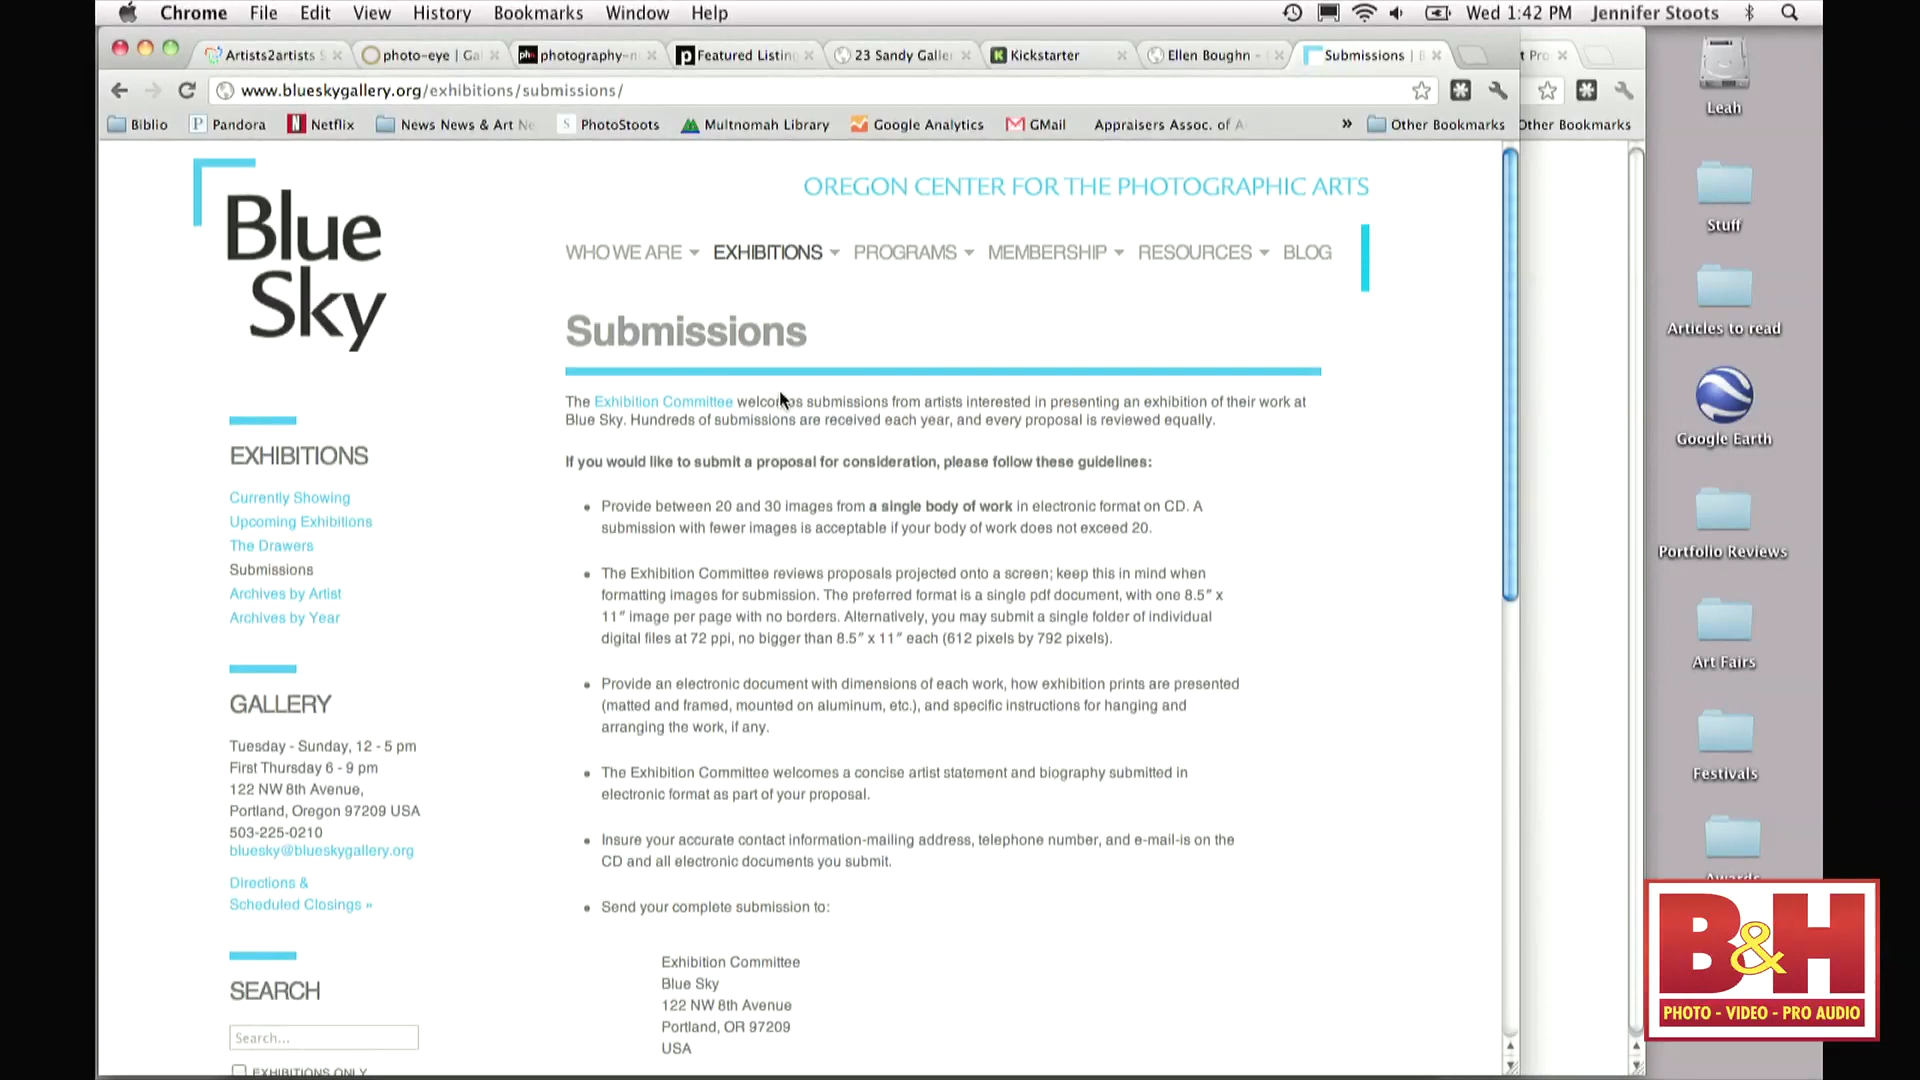 Chrome File Edit View History Bookmarks Window Help Wed 1:42 PM Jennifer Stoots
Artists2artists photo-eye | Ga photography-n Featured Listin 23 Sandy Galle Kickstarter Ellen Boughn - Submissions | t Pro
www.blueskygallery.org/exhibitions/submissions/
Biblio Pandora Netflix News News & Art Ne PhotoStoots Multnomah Library Google Analytics GMail Appraisers Assoc. of A » Other Bookmarks Other Bookmarks
Leah
Stuff
Articles to read
Google Earth
Portfolio Reviews
Art Fairs
Festivals
Awards
Blue
Sky
OREGON CENTER FOR THE PHOTOGRAPHIC ARTS
WHO WE ARE EXHIBITIONS PROGRAMS MEMBERSHIP RESOURCES BLOG
Submissions
The Exhibition Committee welcomes submissions from artists interested in presenting an exhibition of their work at
Blue Sky. Hundreds of submissions are received each year, and every proposal is reviewed equally.
If you would like to submit a proposal for consideration, please follow these guidelines:
• Provide between 20 and 30 images from a single body of work in electronic format on CD. A
submission with fewer images is acceptable if your body of work does not exceed 20.
• The Exhibition Committee reviews proposals projected onto a screen; keep this in mind when
formatting images for submission. The preferred format is a single pdf document, with one 8.5″ x
11″ image per page with no borders. Alternatively, you may submit a single folder of individual
digital files at 72 ppi, no bigger than 8.5″ x 11″ each (612 pixels by 792 pixels).
• Provide an electronic document with dimensions of each work, how exhibition prints are presented
(matted and framed, mounted on aluminum, etc.), and specific instructions for hanging and
arranging the work, if any.
• The Exhibition Committee welcomes a concise artist statement and biography submitted in
electronic format as part of your proposal.
• Insure your accurate contact information-mailing address, telephone number, and e-mail-is on the
CD and all electronic documents you submit.
• Send your complete submission to:
Exhibition Committee
Blue Sky
122 NW 8th Avenue
Portland, OR 97209
USA
EXHIBITIONS
Currently Showing
Upcoming Exhibitions
The Drawers
Submissions
Archives by Artist
Archives by Year
GALLERY
Tuesday - Sunday, 12 - 5 pm
First Thursday 6 - 9 pm
122 NW 8th Avenue,
Portland, Oregon 97209 USA
503-225-0210
bluesky@blueskygallery.org
Directions &
Scheduled Closings »
SEARCH
Search...
EXHIBITIONS ONLY
B&H
PHOTO - VIDEO - PRO AUDIO